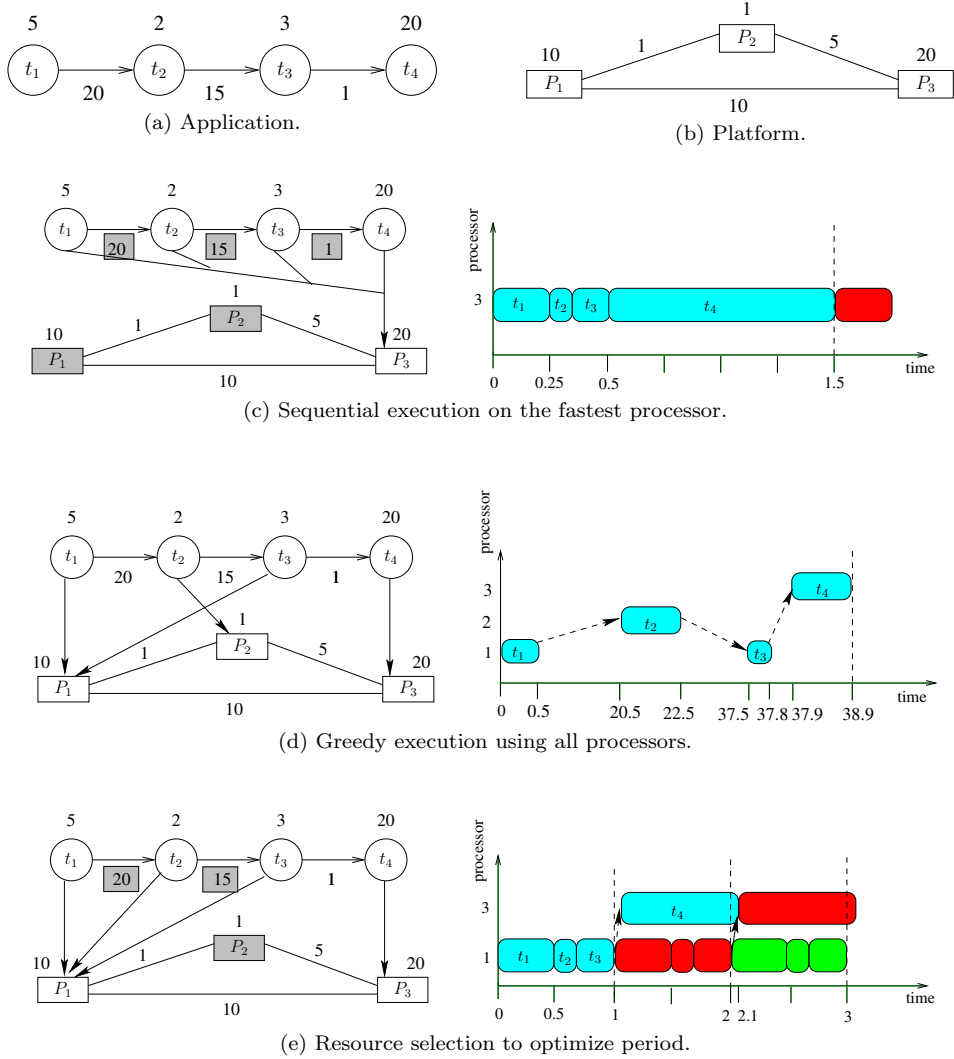 5 2 3 20
t1 t2 t3 t4
20 15 1
(a) Application.
1
1 5
10 P2 20
P1 P3
10
(b) Platform.
5 2 3 20
t1 t2 t3 t4
20 15 1
1
1 P2 5
10 20
P1 P3
10
processor
3 t1 t2 t3 t4
time
0 0.25 0.5 1.5
(c) Sequential execution on the fastest processor.
5 2 3 20
t1 t2 t3 t4
20 15 1
1
1 P2 5
10 20
P1 P3
10
processor
3 t4
2 t2
1 t1 t3
time
0 0.5 20.5 22.5 37.5 37.8 37.9 38.9
(d) Greedy execution using all processors.
5 2 3 20
t1 t2 t3 t4
20 15 1
1
1 P2 5
10 20
P1 P3
10
processor
3 t4
1 t1 t2 t3
time
0 0.5 1 2 2.1 3
(e) Resource selection to optimize period.